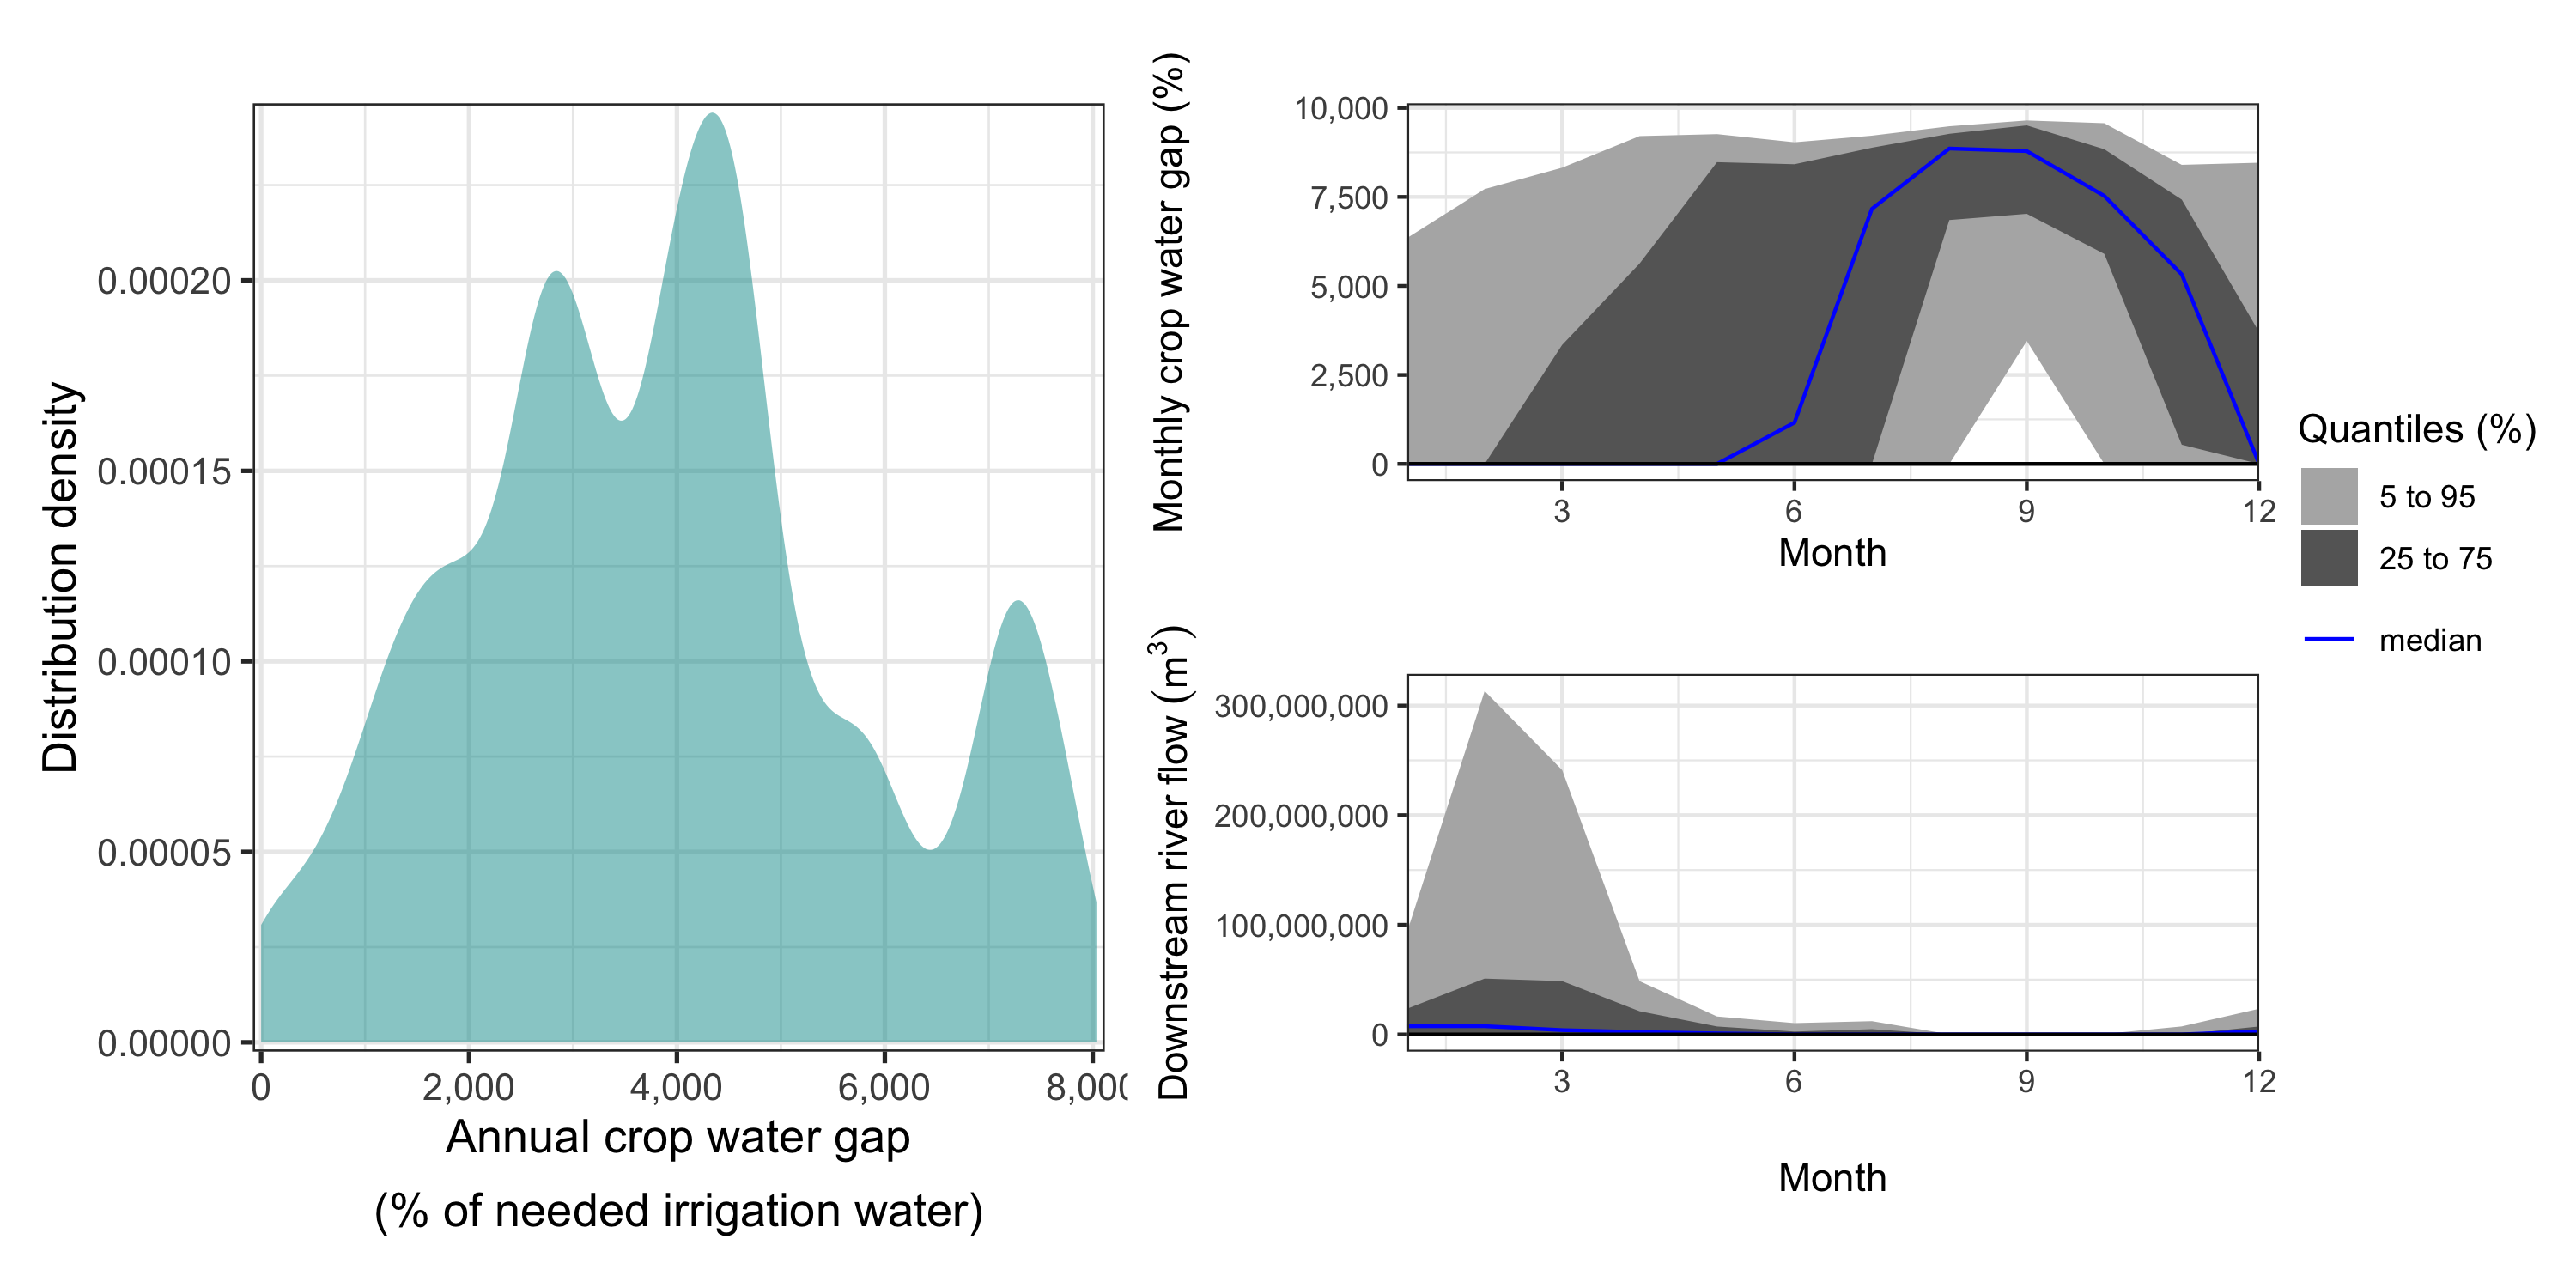 Distribution density
0.00020
0.00015
0.00010
0.00005
0.00000
0
2,000
4,000
6,000
8,00
Annual crop water gap
(% of needed irrigation water)
Monthly crop water gap (%)
10,000
7,500
5,000
2,500
0
3
6
9
12
Month
Downstream river flow (m³)
300,000,000
200,000,000
100,000,000
0
3
6
9
12
Month
Quantiles (%)
5 to 95
25 to 75
median